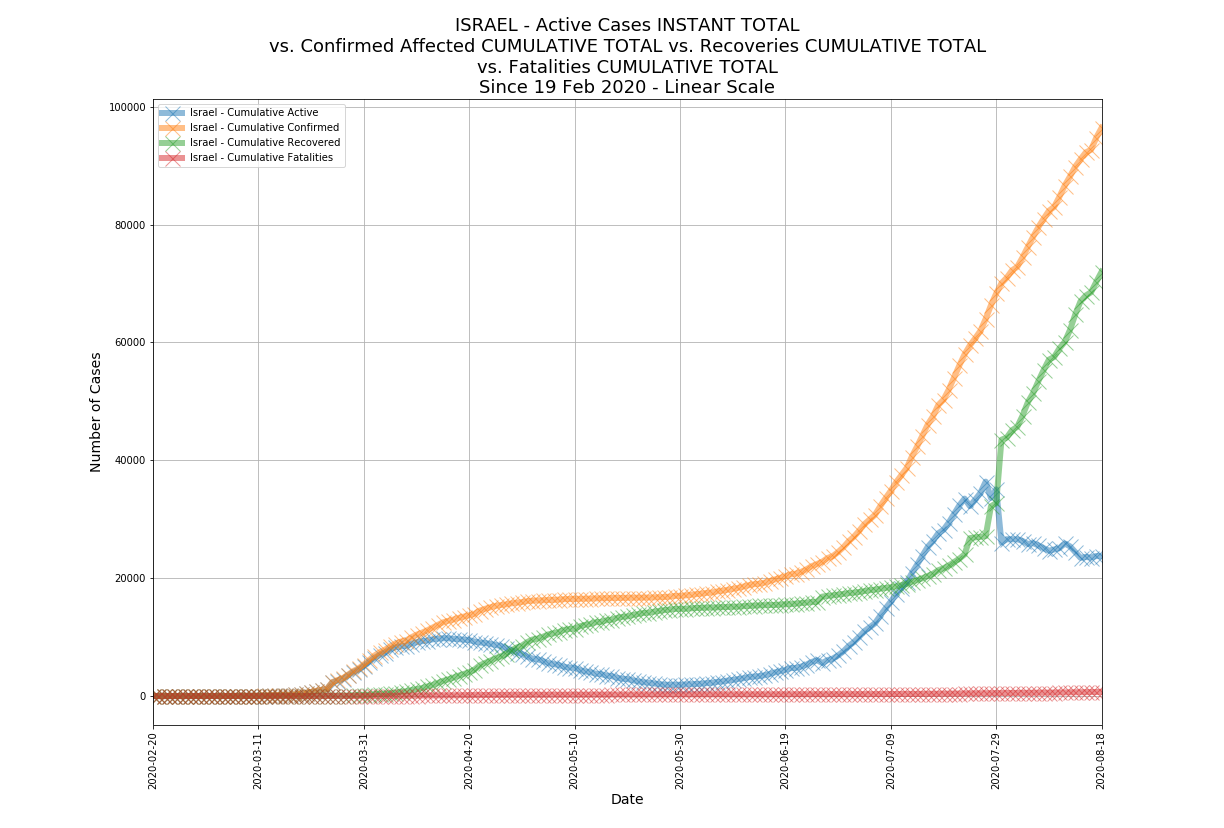 ISRAEL - Active Cases INSTANT TOTAL
vs. Confirmed Affected CUMULATIVE TOTAL vs. Recoveries CUMULATIVE TOTAL
vs. Fatalities CUMULATIVE TOTAL
Since 19 Feb 2020 - Linear Scale
Israel - Cumulative Active
Israel - Cumulative Confirmed
Israel - Cumulative Recovered
Israel - Cumulative Fatalities
Number of Cases
100000
80000
60000
40000
20000
0
2020-02-20
2020-03-11
2020-03-31
2020-04-20
2020-05-10
2020-05-30
2020-06-19
2020-07-09
2020-07-29
2020-08-18
Date